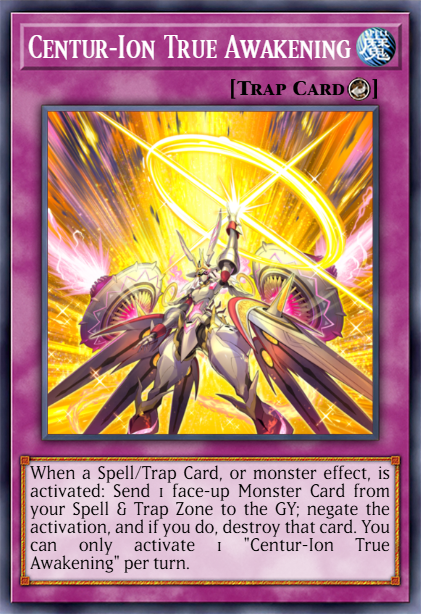 Centur-Ion True Awakening 魔
[Trap Card]
When a Spell/Trap Card, or monster effect, is
activated: Send 1 face-up Monster Card from
your Spell & Trap Zone to the GY; negate the
activation, and if you do, destroy that card. You
can only activate 1 "Centur-Ion True
Awakening" per turn.